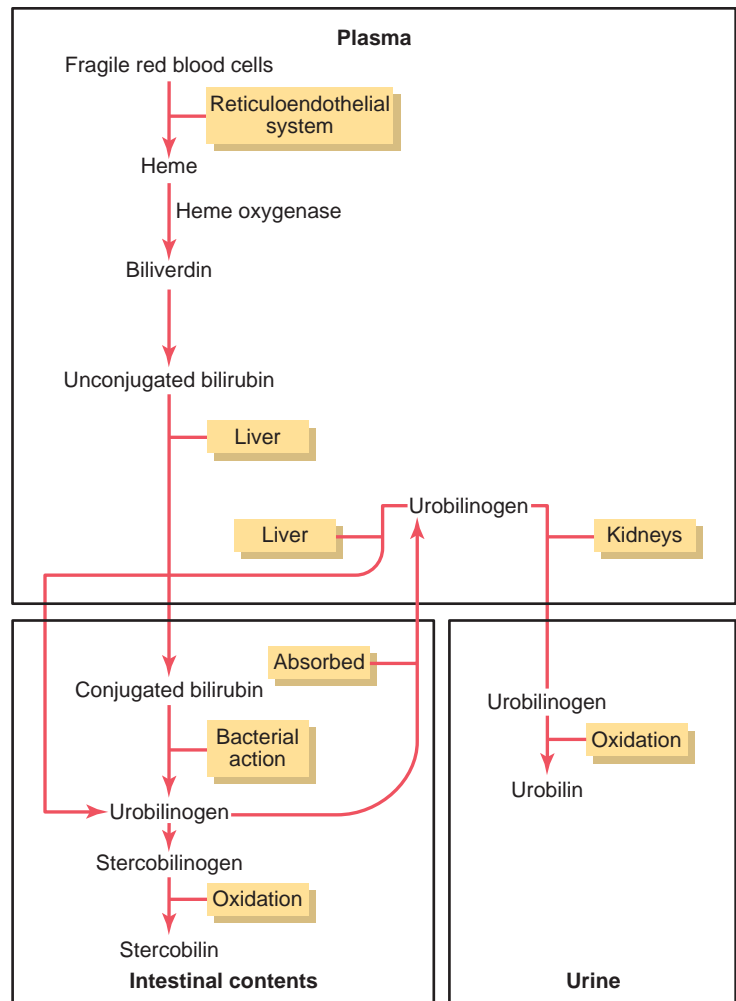 Plasma
Fragile red blood cells
Reticuloendothelial
system
Heme
Heme oxygenase
Biliverdin
Unconjugated bilirubin
Liver
Urobilinogen
Liver
Kidneys
Absorbed
Conjugated bilirubin
Bacterial
action
Urobilinogen
Stercobilinogen
Oxidation
Stercobilin
Intestinal contents
Urobilinogen
Oxidation
Urobilin
Urine